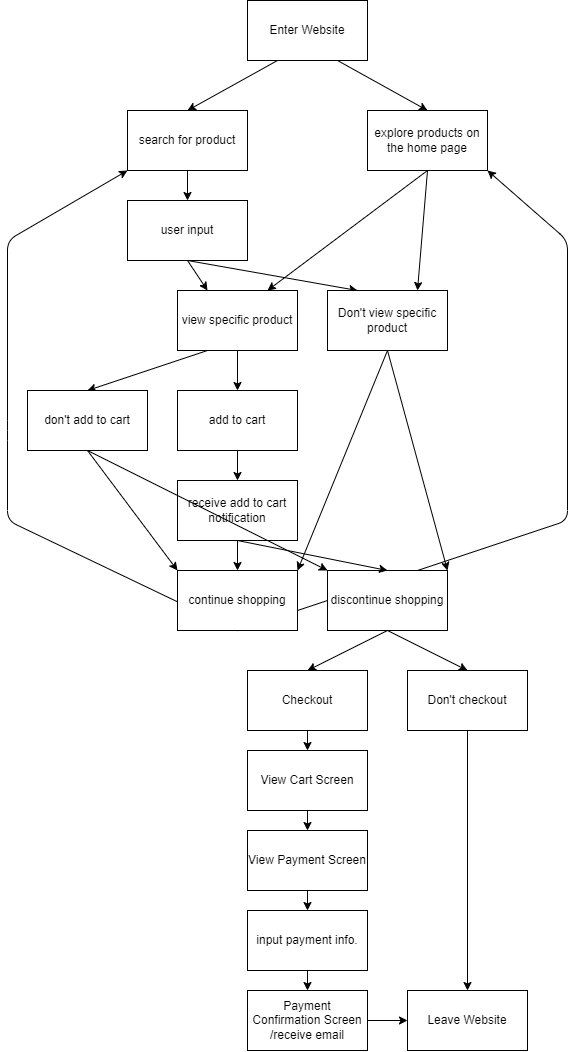 Enter Website
search for product
explore products on
the home page
user input
view specific product
Don't view specific
product
don't add to cart
add to cart
receive add to cart
notification
continue shopping
discontinue shopping
Checkout
Don't checkout
View Cart Screen
View Payment Screen
input payment info.
Payment
Confirmation Screen
/receive email
Leave Website